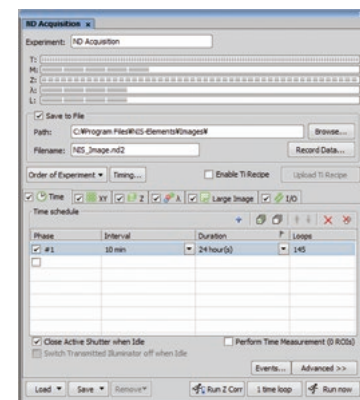 ND Acquisition x
Experiment: ND Acquisition
T:
M:
Z:
λ:
L:
Save to File
Path: C:¥Program Files¥NIS-Elements¥Images¥ Browse...
Filename: NIS_Image.nd2 Record Data...
Order of Experiment Timing... Enable Ti Recipe Upload Ti Recipe
Time XY Z λ Large Image I/O
Time schedule
Phase Interval Duration Loops
#1 10 min 24 hour(s) 145
Close Active Shutter when Idle Perform Time Measurement (0 ROIs)
Switch Transmitted Illuminator off when Idle
Events... Advanced >>
Load Save Remove Run Z Corr 1 time loop Run now